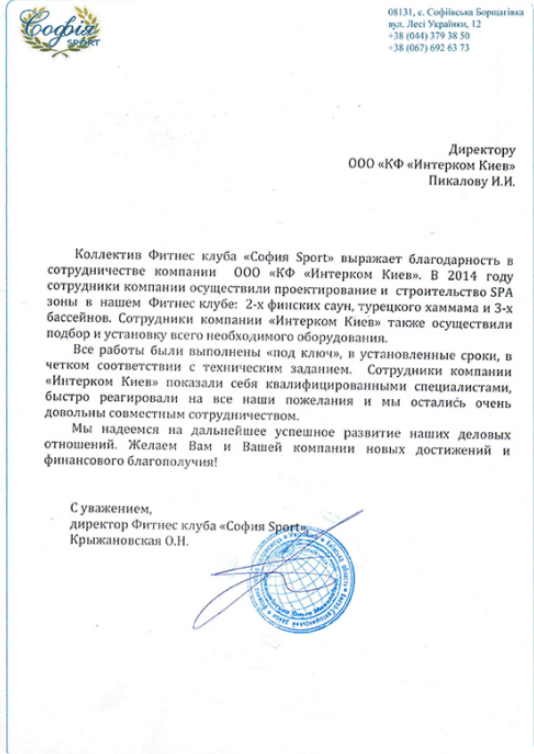 Софія
SPORT
08131, с. Софіївська Борщагівка
вул. Лесі Українки, 12
+38 (044) 379 38 50
+38 (067) 692 63 73
Директору
ООО «КФ «Интерком Киев»
Пикалову И.И.
Коллектив Фитнес клуба «София Sport» выражает благодарность в
сотрудничестве компании ООО «КФ «Интерком Киев». В 2014 году
сотрудники компании осуществили проектирование и строительство SPA
зоны в нашем Фитнес клубе: 2-х финских саун, турецкого хаммама и 3-х
бассейнов. Сотрудники компании «Интерком Киев» также осуществили
подбор и установку всего необходимого оборудования.
Все работы были выполнены «под ключ», в установленные сроки, в
четком соответствии с техническим заданием. Сотрудники компании
«Интерком Киев» показали себя квалифицированными специалистами,
быстро реагировали на все наши пожелания и мы остались очень
довольны совместным сотрудничеством.
Мы надеемся на дальнейшее успешное развитие наших деловых
отношений. Желаем Вам и Вашей компании новых достижений и
финансового благополучия!
С уважением,
директор Фитнес клуба «София Sport»
Крыжановская О.Н.